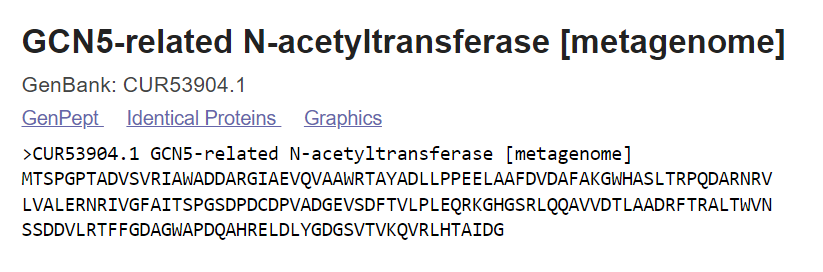 GCN5-related N-acetyltransferase [metagenome]
GenBank: CUR53904.1
GenPept Identical Proteins Graphics
>CUR53904.1 GCN5-related N-acetyltransferase [metagenome]
MTSPGPTADVSVRIAWADDARGIAEVQVAAWRTAYADLLPPEELAAFDVDAFAKGWHASLTRPQDARNRV
LVALERNRIVGFAITSPGSDPDCDPVADGEVSDFTVLPLEQRKGHGSRLQQAVVDTLAADRFTRALTWVN
SSDDVLRTFFGDAGWAPDQAHRELDLYGDGSVTVKQVRLHTAIDG